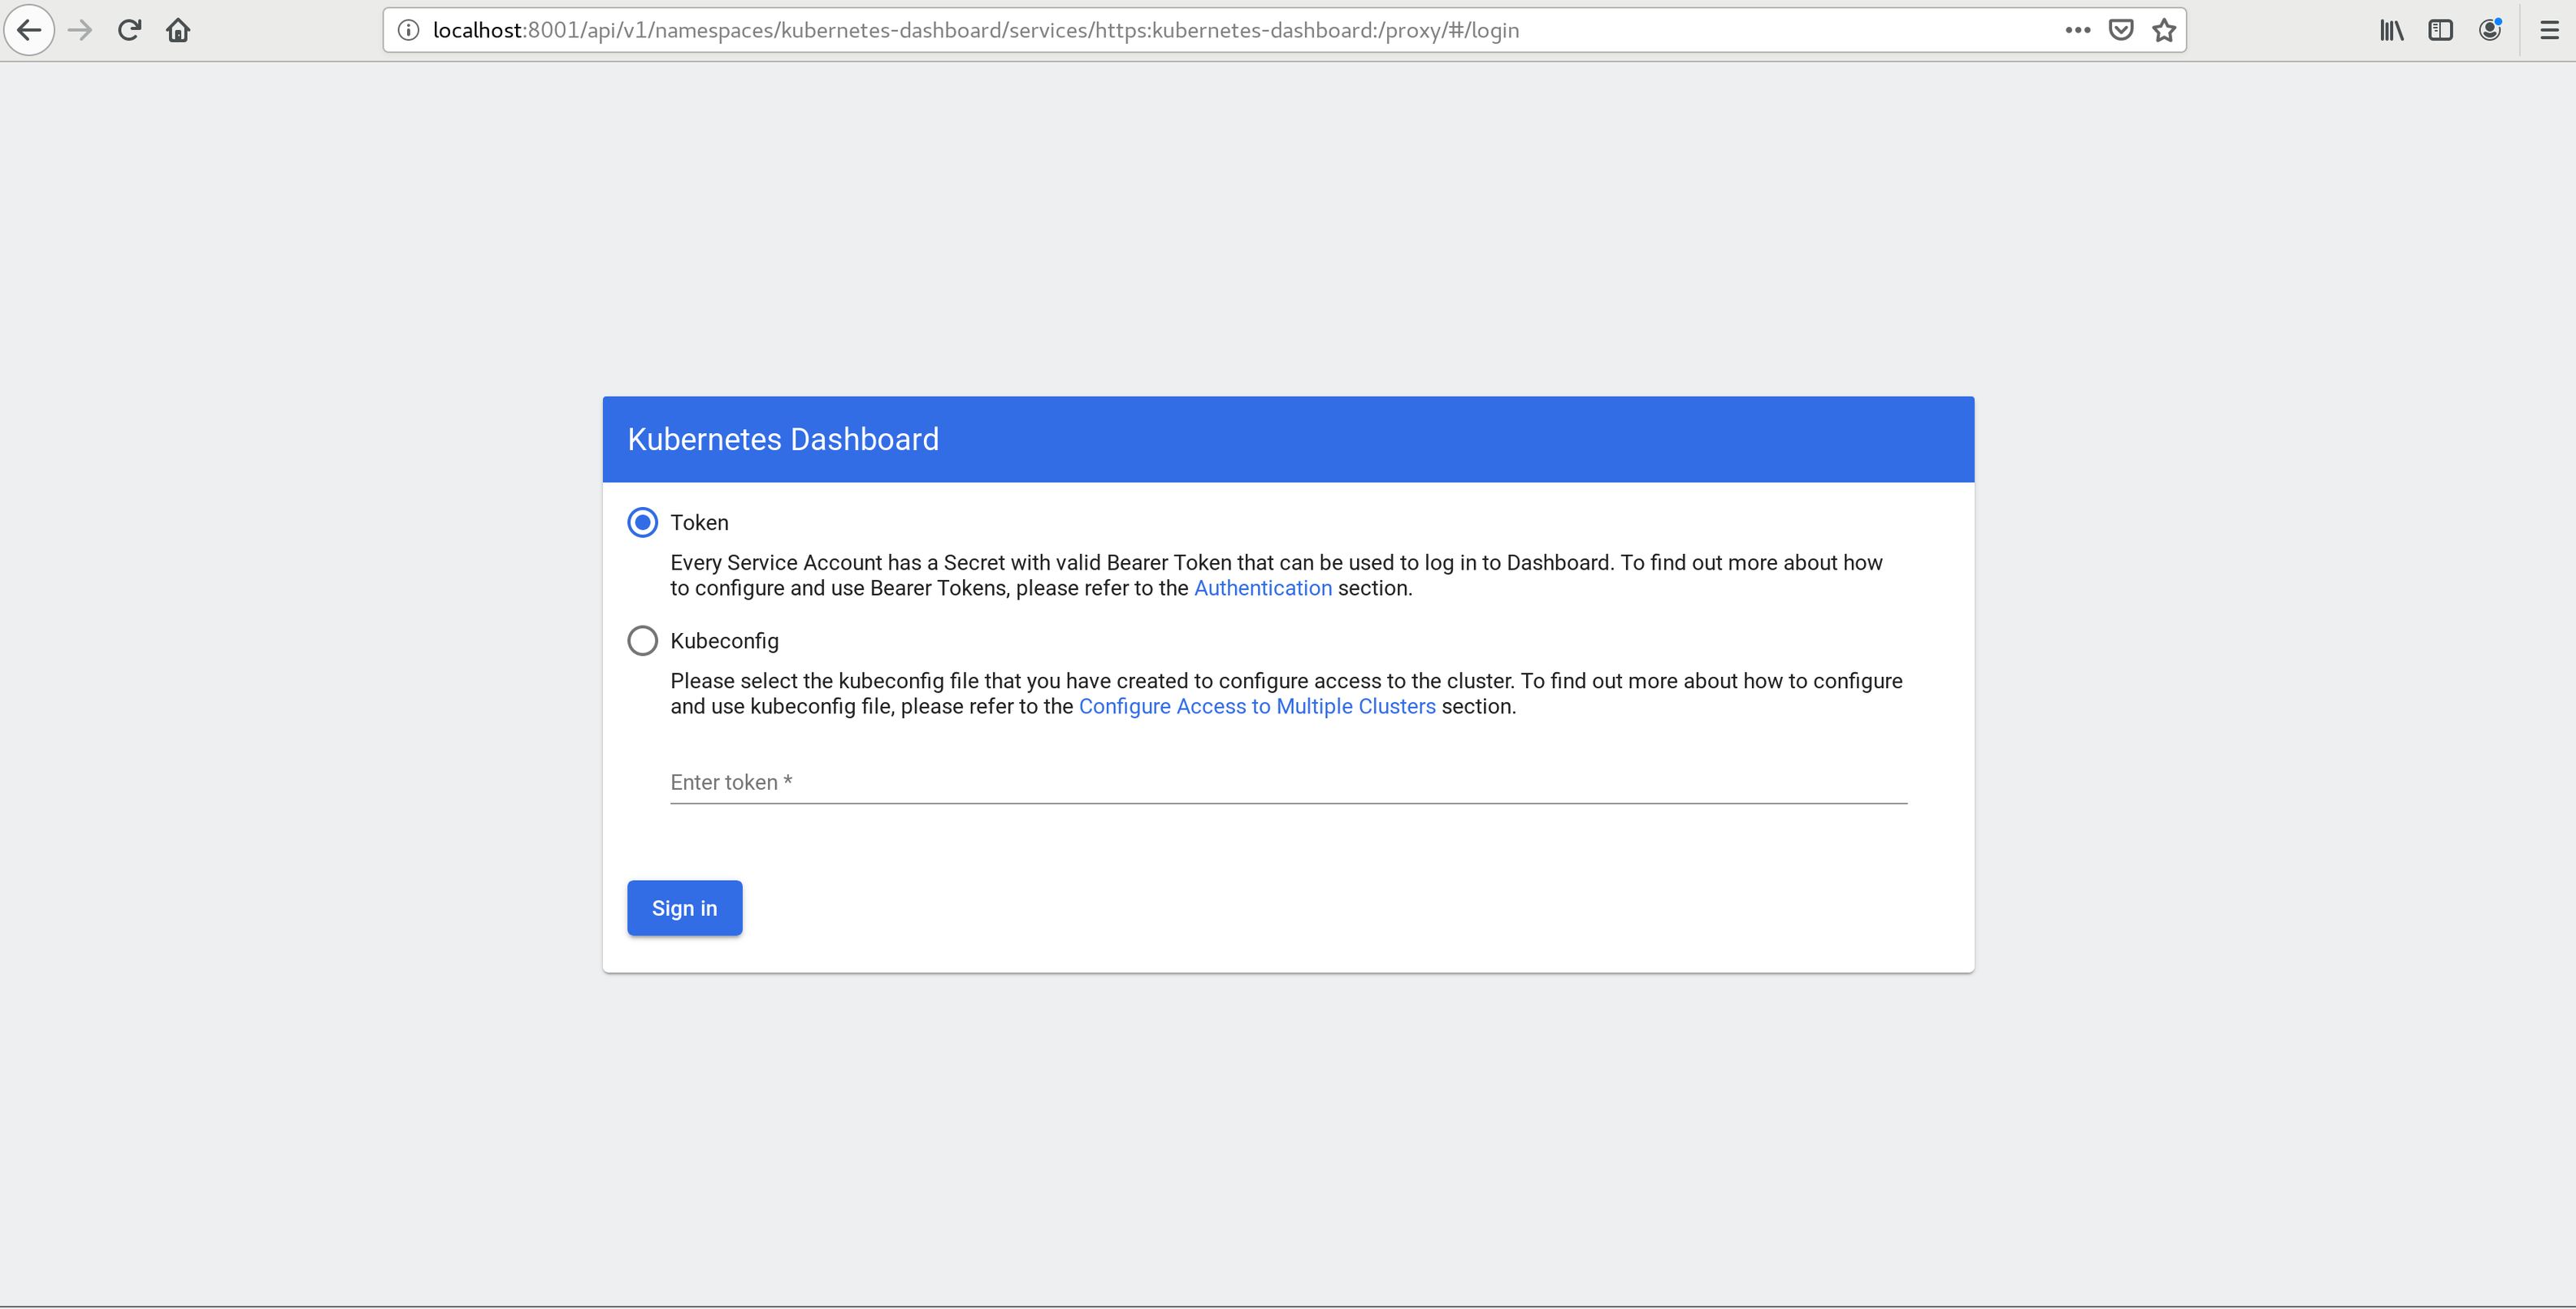 localhost:8001/api/v1/namespaces/kubernetes-dashboard/services/https:kubernetes-dashboard:/proxy/#/login
Kubernetes Dashboard
Token
Every Service Account has a Secret with valid Bearer Token that can be used to log in to Dashboard. To find out more about how
to configure and use Bearer Tokens, please refer to the Authentication section.
Kubeconfig
Please select the kubeconfig file that you have created to configure access to the cluster. To find out more about how to configure
and use kubeconfig file, please refer to the Configure Access to Multiple Clusters section.
Enter token *
Sign in